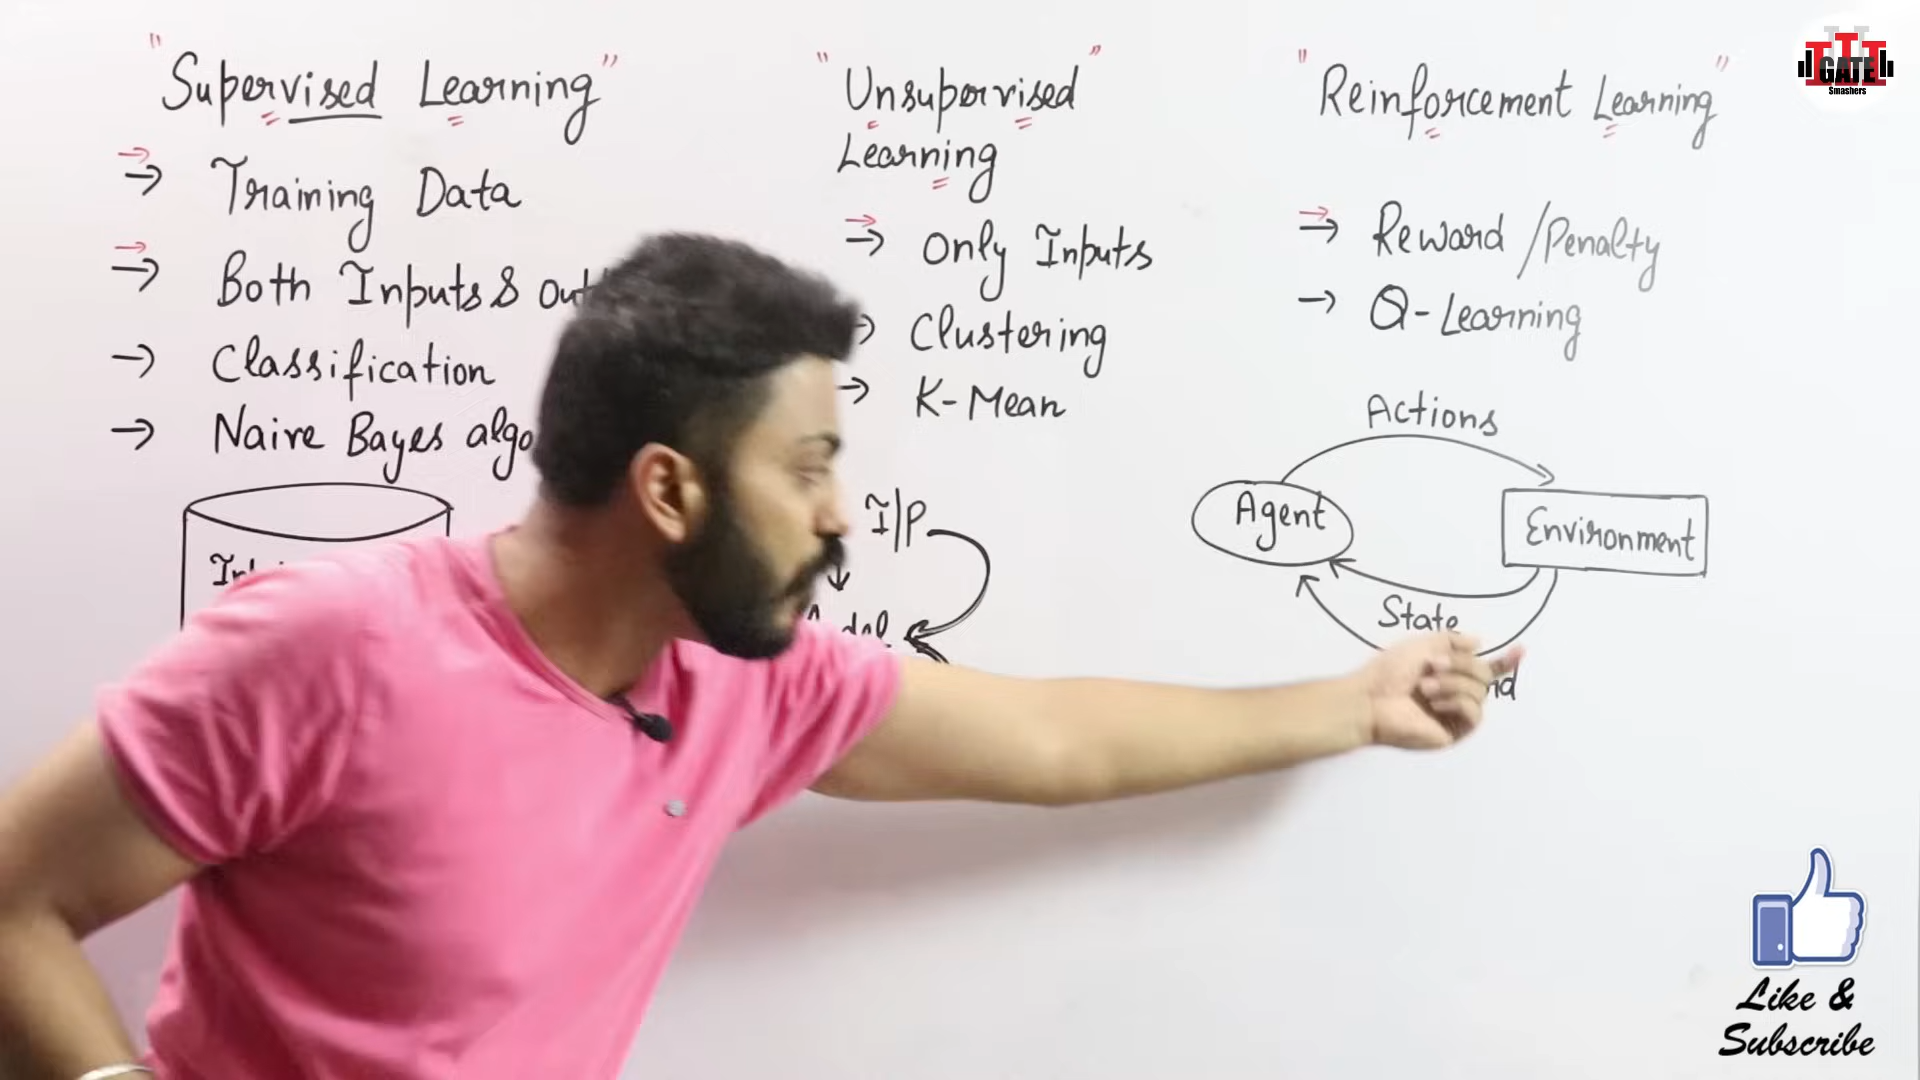 "Supervised Learning"
→ Training Data
→ Both Inputs &
→ Classification
→ Naive Bayes algo
"Unsupervised
Learning"
→ Only Inputs
→ Clustering
→ K-Mean
I/P
"Reinforcement Learning"
→ Reward / Penalty
→ Q-Learning
Actions
Agent
Environment
State
GATE
Smashers
Like &
Subscribe